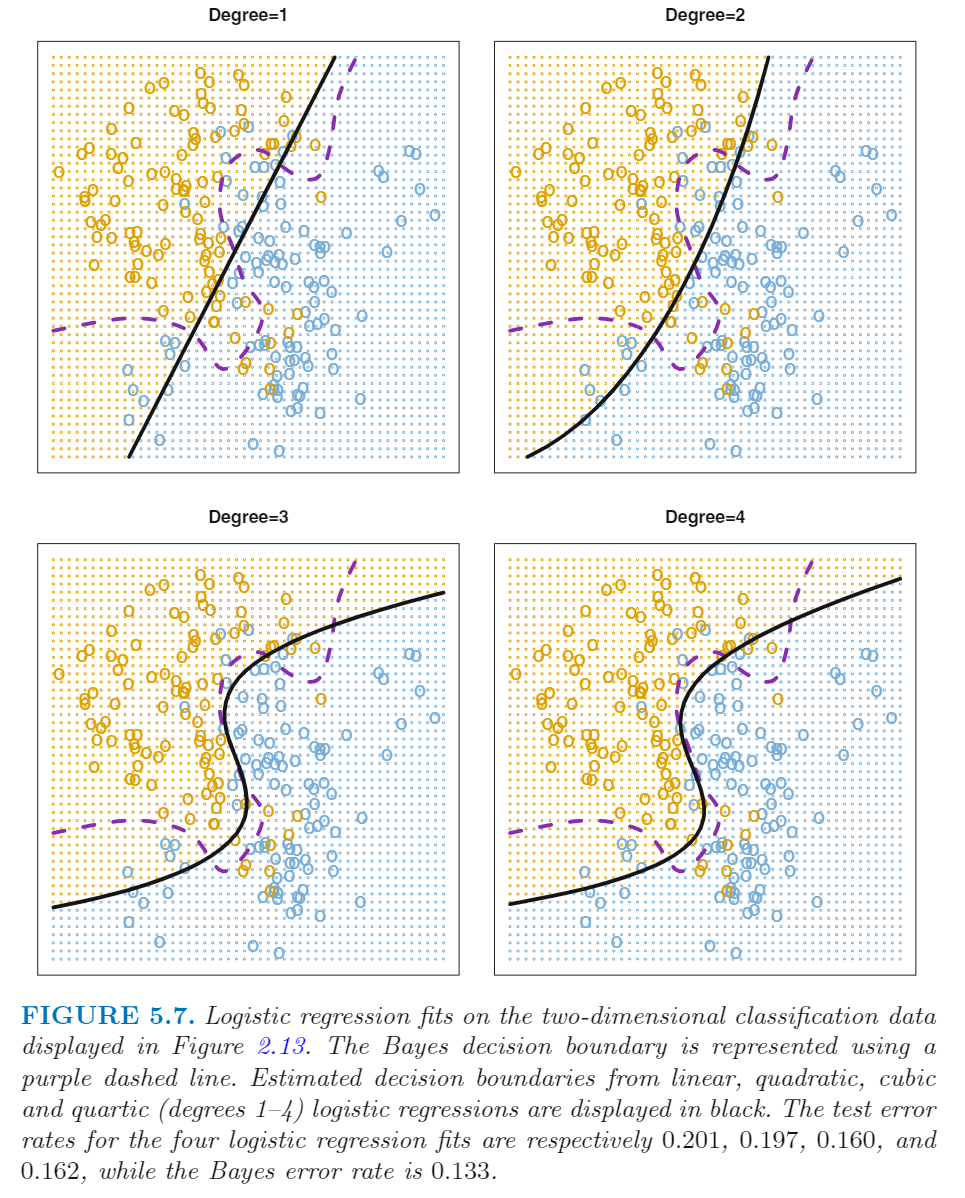 Degree=1
Degree=2
Degree=3
Degree=4
FIGURE 5.7. Logistic regression fits on the two-dimensional classification data
displayed in Figure 2.13. The Bayes decision boundary is represented using a
purple dashed line. Estimated decision boundaries from linear, quadratic, cubic
and quartic (degrees 1–4) logistic regressions are displayed in black. The test error
rates for the four logistic regression fits are respectively 0.201, 0.197, 0.160, and
0.162, while the Bayes error rate is 0.133.